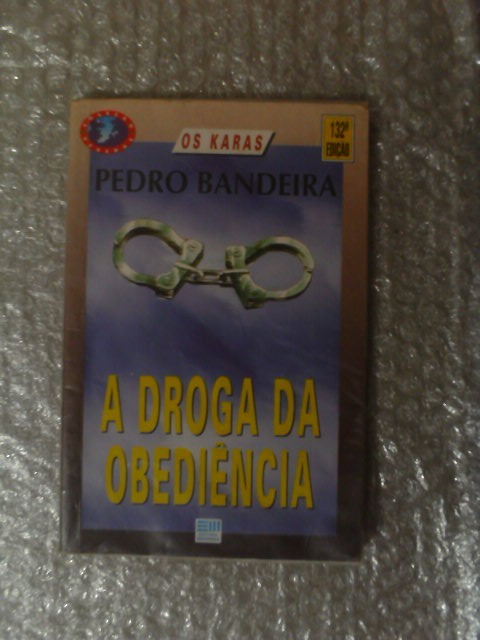 OS KARAS
132ª
EDIÇÃO
PEDRO BANDEIRA
A DROGA DA
OBEDIÊNCIA